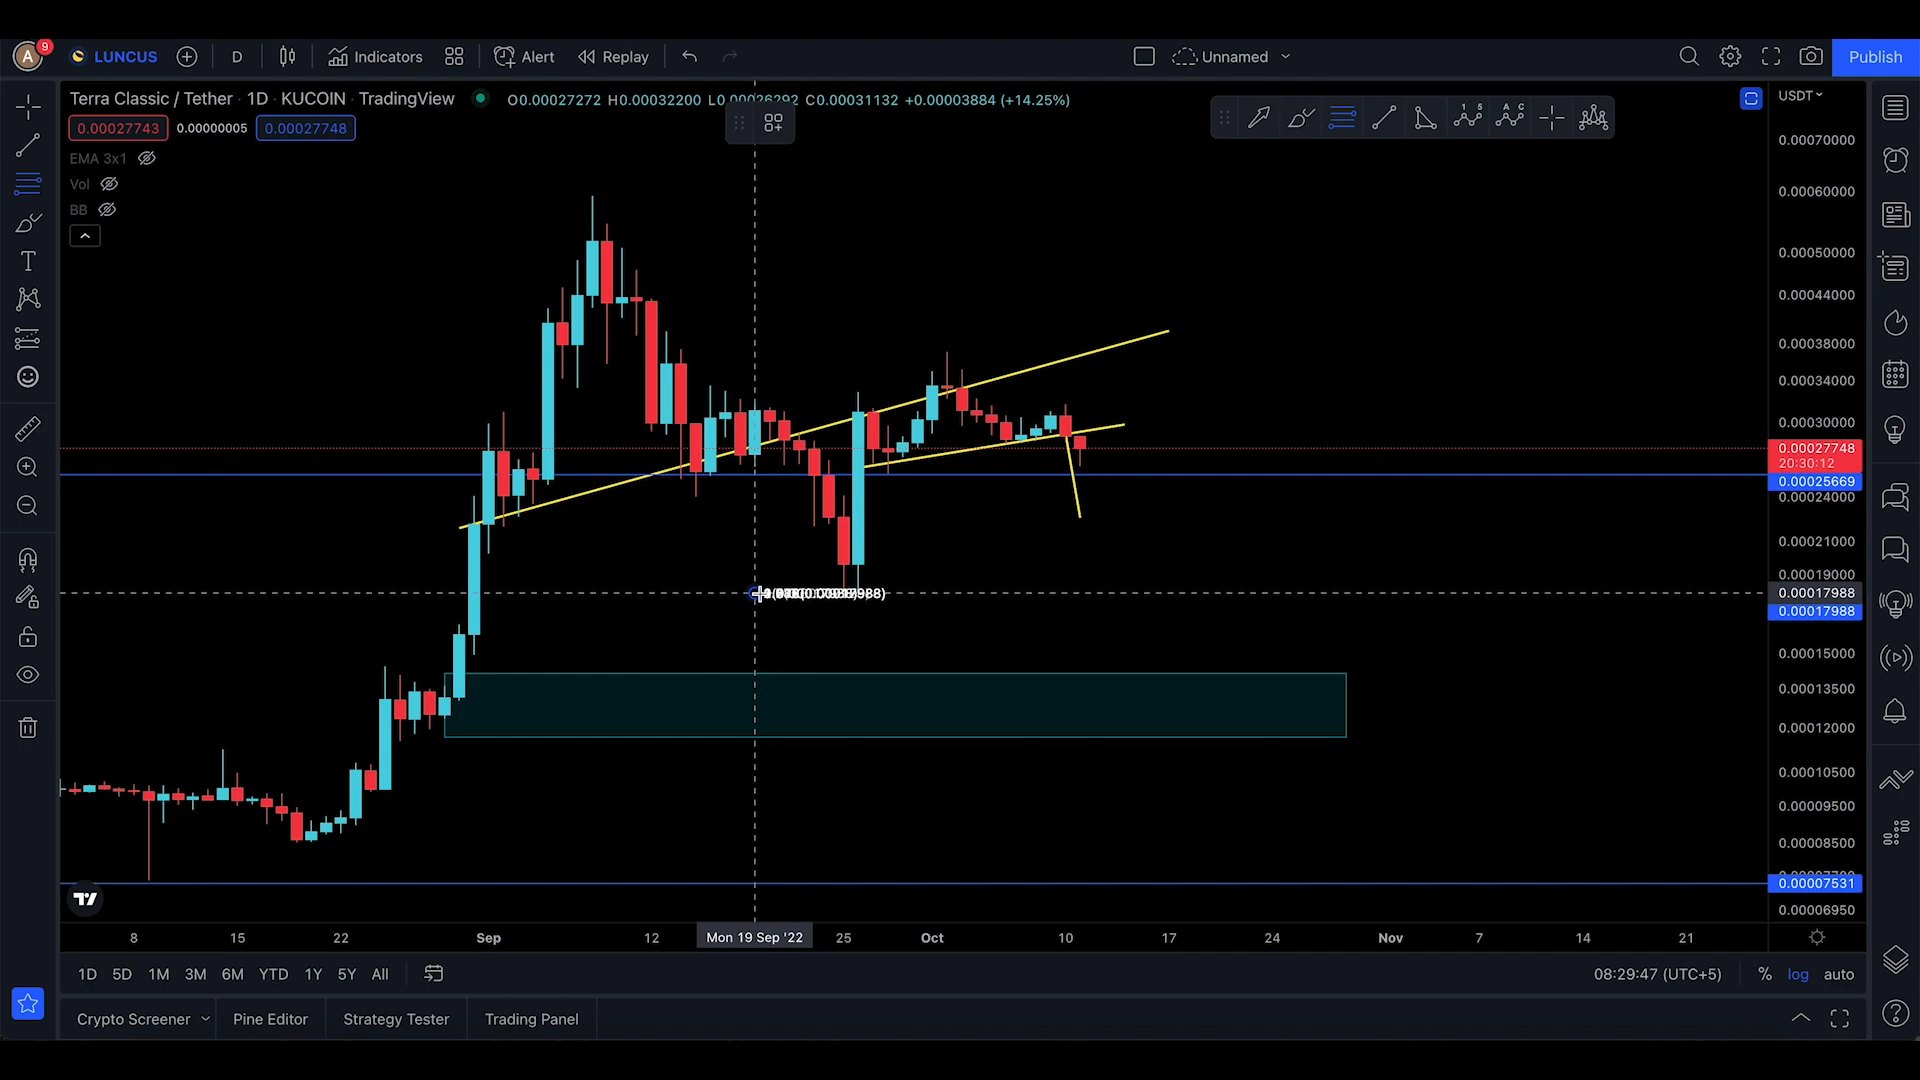 A 9 LUNCUS D Indicators Alert Replay Unnamed Publish
Terra Classic / Tether · 1D · KUCOIN · TradingView O0.00027272 H0.00032200 L0.00026292 C0.00031132 +0.00003884 (+14.25%) USDT
0.00027743 0.00000005 0.00027748
EMA 3x1
Vol
BB
1 5
A C
0.00070000
0.00060000
0.00050000
0.00044000
0.00038000
0.00034000
0.00030000
0.00027748
20:30:12
0.00025669
0.00024000
0.00021000
0.00019000
0.00017988
0.00017988
0.00015000
0.00013500
0.00012000
0.00010500
0.00009500
0.00008500
0.00007531
0.00006950
8 15 22 Sep 12 Mon 19 Sep '22 25 Oct 10 17 24 Nov 7 14 21
1D 5D 1M 3M 6M YTD 1Y 5Y All 08:29:47 (UTC+5) % log auto
Crypto Screener Pine Editor Strategy Tester Trading Panel